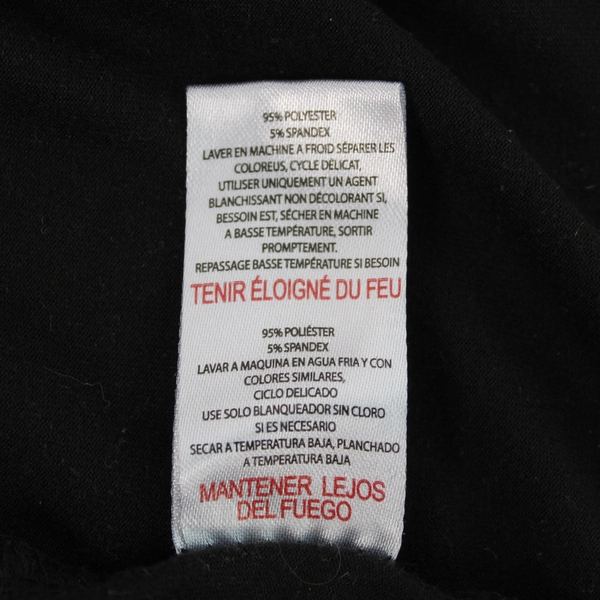 95% POLYESTER
5% SPANDEX
LAVER EN MACHINE A FROID SÉPARER LES
COLOREUS, CYCLE DÉLICAT,
UTILISER UNIQUEMENT UN AGENT
BLANCHISSANT NON DÉCOLORANT SI,
BESOIN EST, SÉCHER EN MACHINE
A BASSE TEMPÉRATURE, SORTIR
PROMPTEMENT.
REPASSAGE BASSE TEMPÉRATURE SI BESOIN
TENIR ÉLOIGNÉ DU FEU
95% POLIÉSTER
5% SPANDEX
LAVAR A MAQUINA EN AGUA FRIA Y CON
COLORES SIMILARES,
CICLO DELICADO
USE SOLO BLANQUEADOR SIN CLORO
SI ES NECESARIO
SECAR A TEMPERATURA BAJA, PLANCHADO
A TEMPERATURA BAJA
MANTENER LEJOS
DEL FUEGO